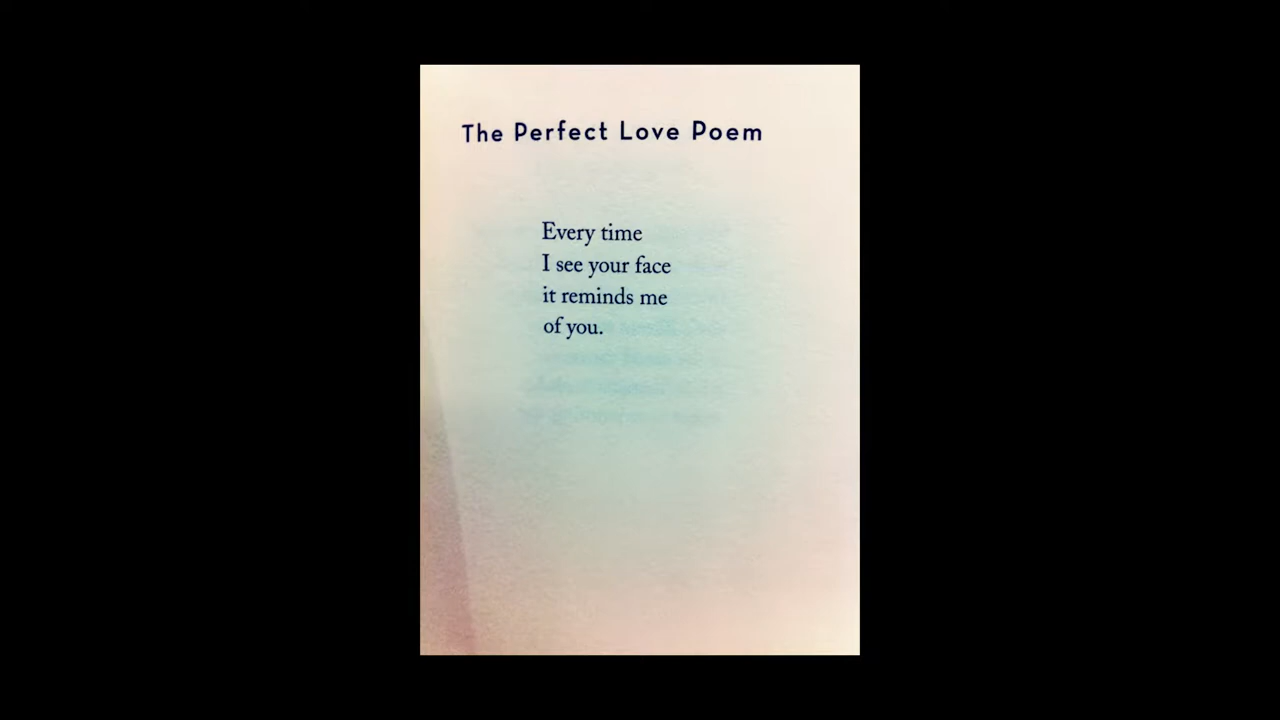 The Perfect Love Poem
Every time
I see your face
it reminds me
of you.